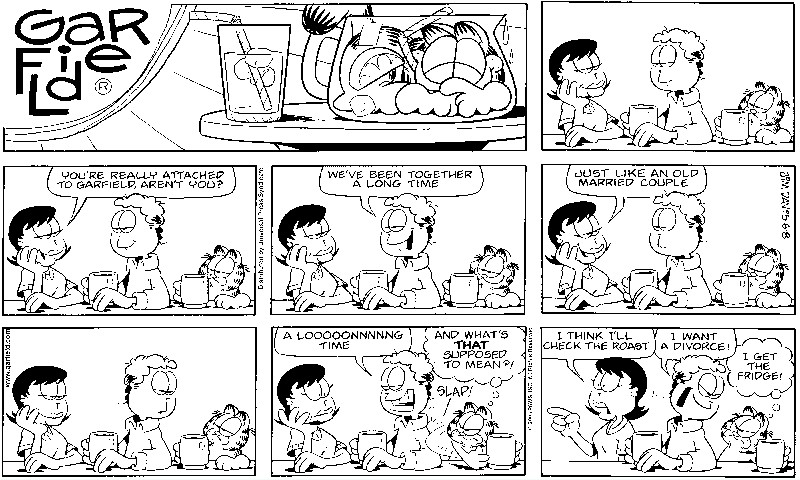 GARFIELD
®
YOU'RE REALLY ATTACHED
TO GARFIELD, AREN'T YOU?
WE'VE BEEN TOGETHER
A LONG TIME
JUST LIKE AN OLD
MARRIED COUPLE
JIM DAVIS 6·8
www.garfield.com
A LOOOOONNNNNG
TIME
AND WHAT'S
THAT
SUPPOSED
TO MEAN?!
SLAP!
I THINK I'LL
CHECK THE ROAST
I WANT
A DIVORCE!
I GET
THE
FRIDGE!